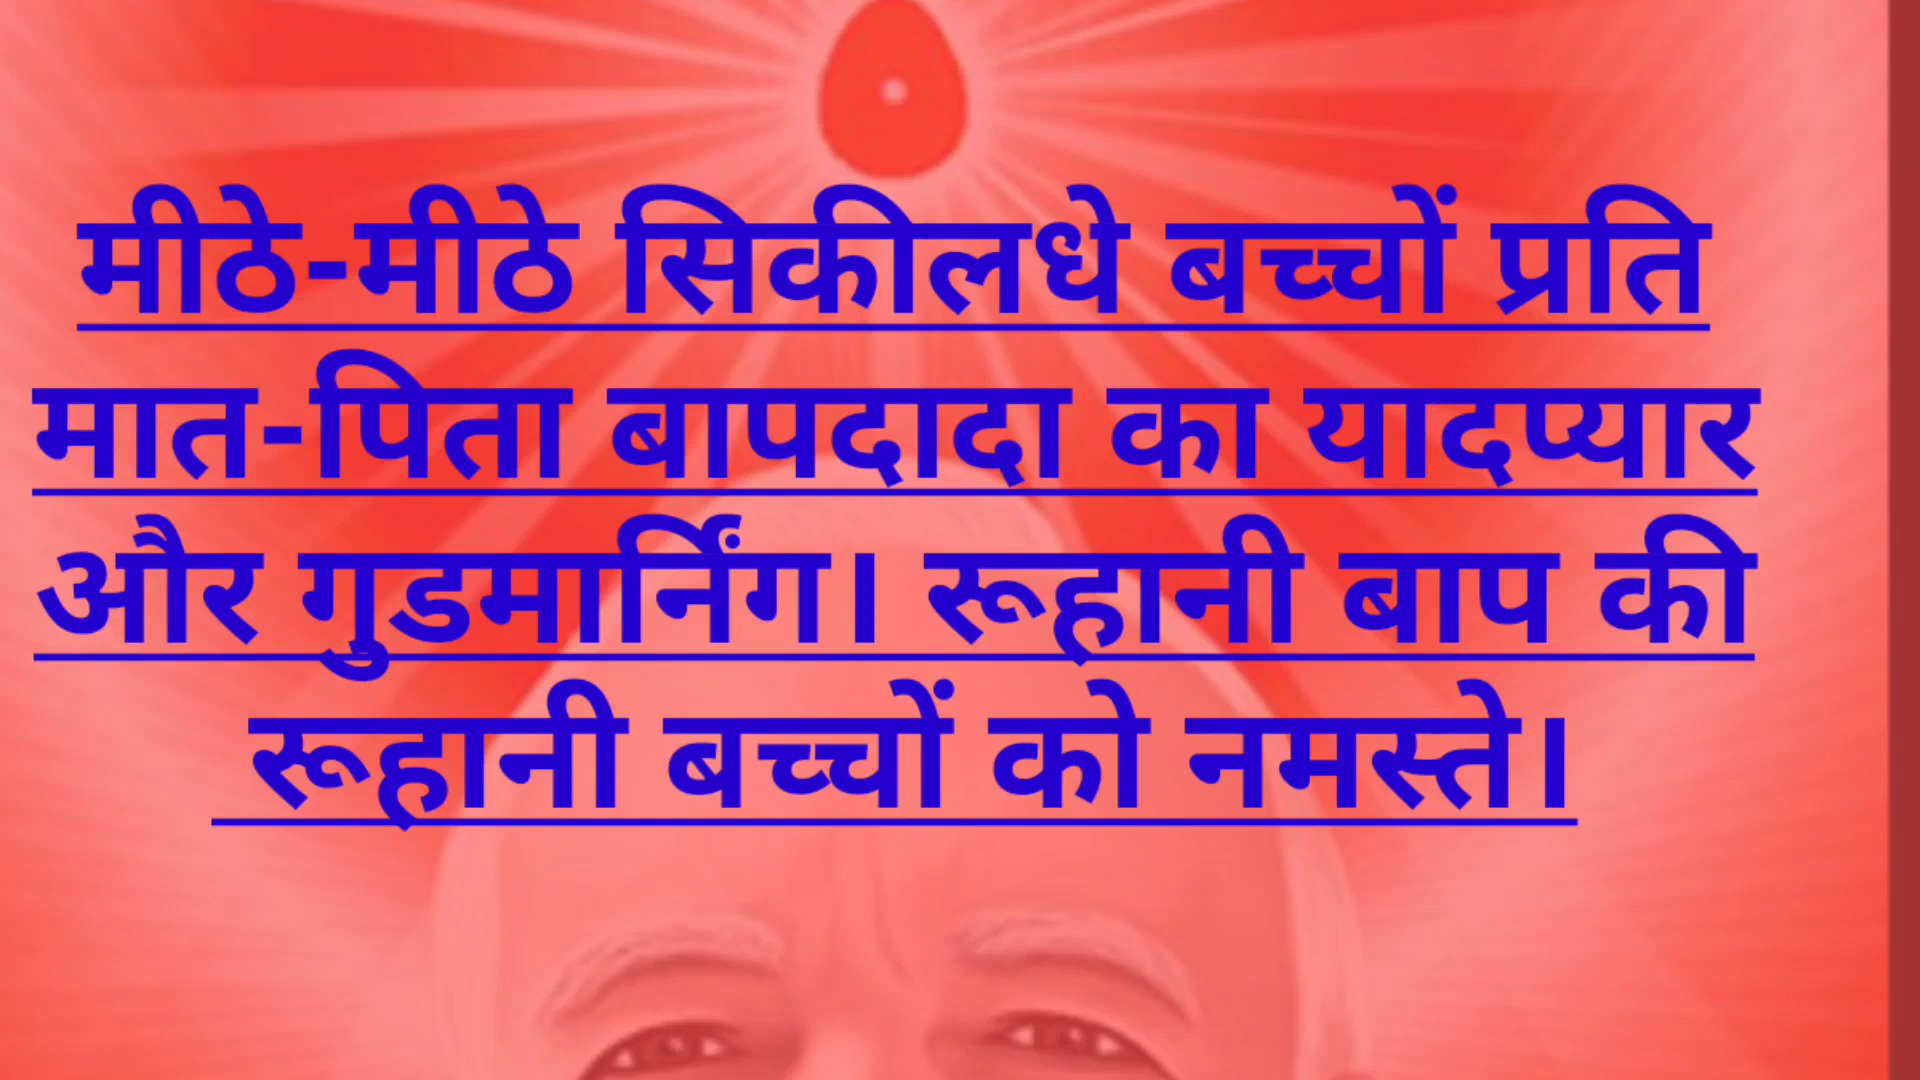 मीठे-मीठे सिकीलधे बच्चों प्रति
मात-पिता बापदादा का यादप्यार
और गुडमार्निंग। रूहानी बाप की
रूहानी बच्चों को नमस्ते।